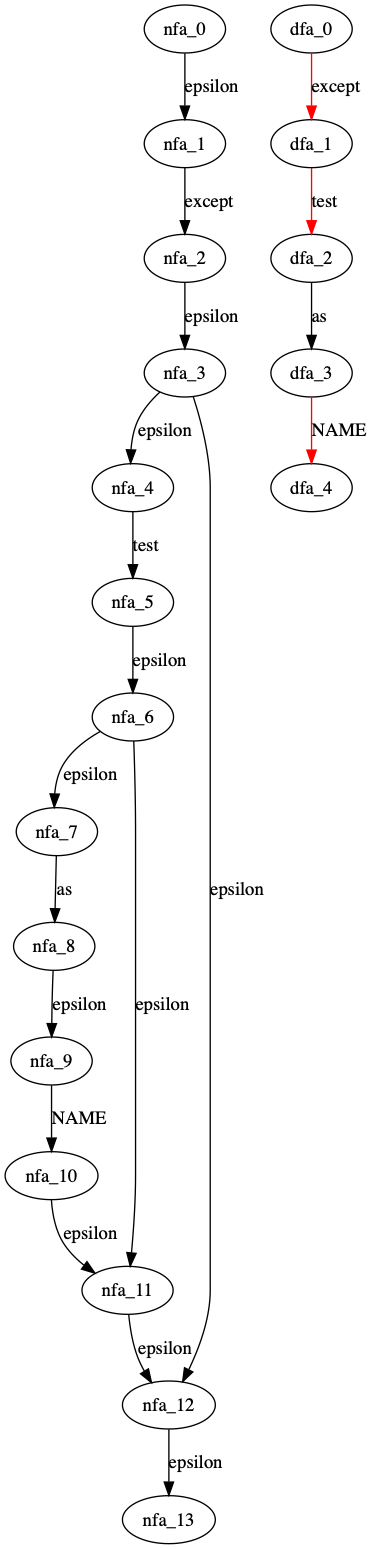 nfa_0
epsilon
nfa_1
except
nfa_2
epsilon
nfa_3
epsilon
nfa_4
test
nfa_5
epsilon
nfa_6
epsilon
nfa_7
as
epsilon
nfa_8
epsilon
epsilon
nfa_9
NAME
nfa_10
epsilon
nfa_11
epsilon
nfa_12
epsilon
nfa_13
dfa_0
except
dfa_1
test
dfa_2
as
dfa_3
NAME
dfa_4